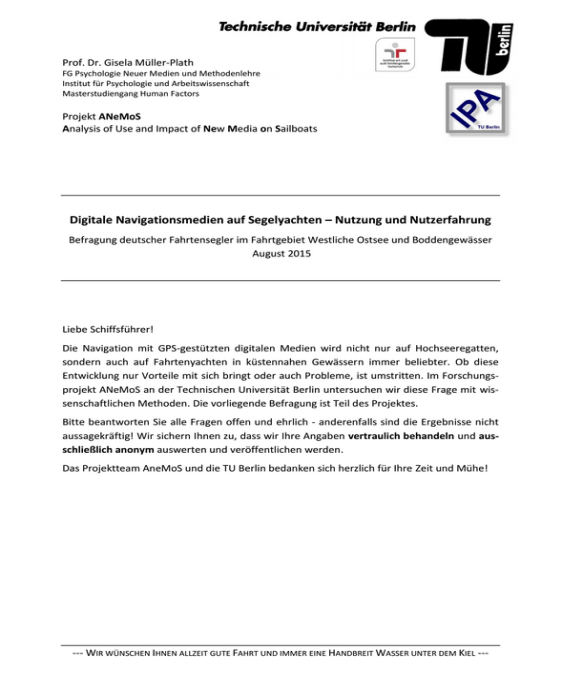 Technische Universität Berlin
berlin
Prof. Dr. Gisela Müller-Plath
FG Psychologie Neuer Medien und Methodenlehre
Institut für Psychologie und Arbeitswissenschaft
Masterstudiengang Human Factors
IPA
TU Berlin
Projekt ANeMoS
Analysis of Use and Impact of New Media on Sailboats
Digitale Navigationsmedien auf Segelyachten – Nutzung und Nutzerfahrung
Befragung deutscher Fahrtensegler im Fahrtgebiet Westliche Ostsee und Boddengewässer
August 2015
Liebe Schiffsführer!
Die Navigation mit GPS-gestützten digitalen Medien wird nicht nur auf Hochseeregatten,
sondern auch auf Fahrtenyachten in küstennahen Gewässern immer beliebter. Ob diese
Entwicklung nur Vorteile mit sich bringt oder auch Probleme, ist umstritten. Im Forschungs-
projekt ANeMoS an der Technischen Universität Berlin untersuchen wir diese Frage mit wis-
senschaftlichen Methoden. Die vorliegende Befragung ist Teil des Projektes.
Bitte beantworten Sie alle Fragen offen und ehrlich - anderenfalls sind die Ergebnisse nicht
aussagekräftig! Wir sichern Ihnen zu, dass wir Ihre Angaben vertraulich behandeln und aus-
schließlich anonym auswerten und veröffentlichen werden.
Das Projektteam AneMoS und die TU Berlin bedanken sich herzlich für Ihre Zeit und Mühe!
--- WIR WÜNSCHEN IHNEN ALLZEIT GUTE FAHRT UND IMMER EINE HANDBREIT WASSER UNTER DEM KIEL ---